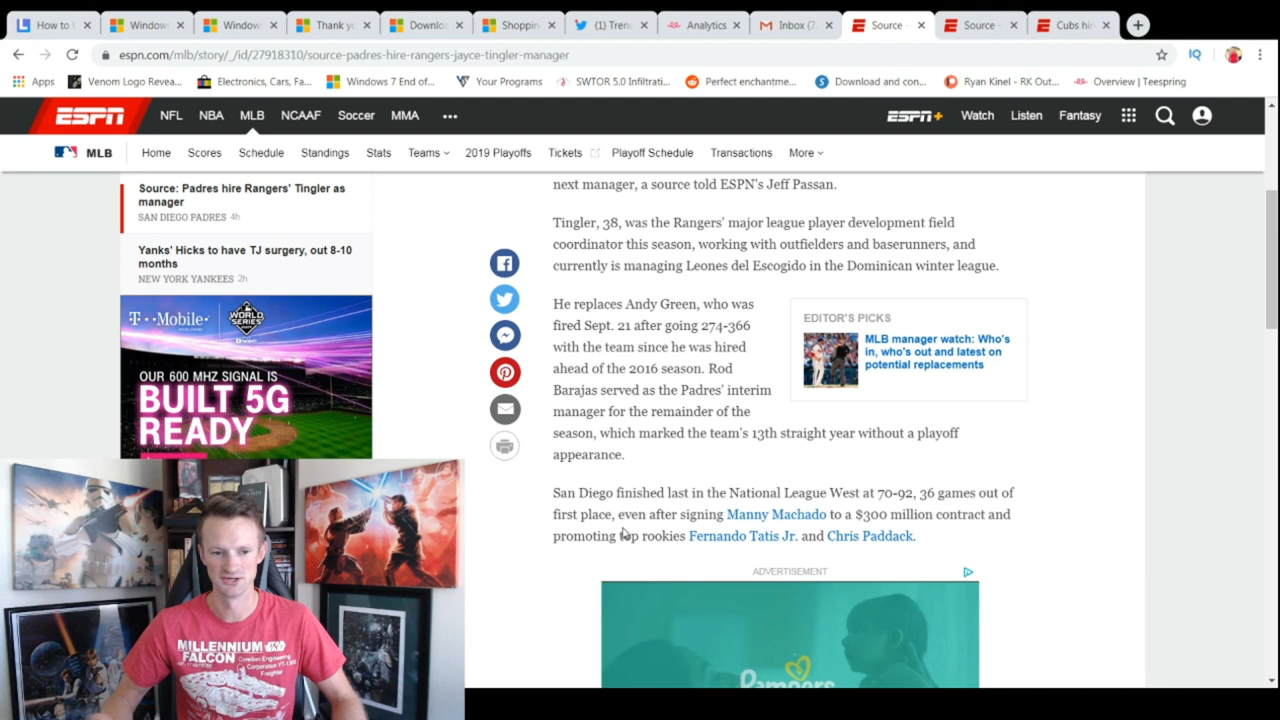 How to
Window
Window
Thank yo
Downloa
Shoppin
(1) Tren
Analytics
Inbox (7
Source -
Source -
Cubs hi
espn.com/mlb/story/_/id/27918310/source-padres-hire-rangers-jayce-tingler-manager
IQ
Apps
Venom Logo Revea...
Electronics, Cars, Fa...
Windows 7 End of...
Your Programs
SWTOR 5.0 Infiltrati...
Perfect enchantme...
Download and con...
Ryan Kinel - RK Out...
Overview | Teespring
ESPN
NFL
NBA
MLB
NCAAF
Soccer
MMA
ESPN+
Watch
Listen
Fantasy
MLB
Home
Scores
Schedule
Standings
Stats
Teams
2019 Playoffs
Tickets
Playoff Schedule
Transactions
More
Source: Padres hire Rangers' Tingler as
manager
SAN DIEGO PADRES 4h
Yanks' Hicks to have TJ surgery, out 8-10
months
NEW YORK YANKEES 2h
T-Mobile
WORLD
SERIES
OUR 600 MHZ SIGNAL IS
BUILT 5G
READY
next manager, a source told ESPN's Jeff Passan.
Tingler, 38, was the Rangers' major league player development field
coordinator this season, working with outfielders and baserunners, and
currently is managing Leones del Escogido in the Dominican winter league.
He replaces Andy Green, who was
fired Sept. 21 after going 274-366
with the team since he was hired
ahead of the 2016 season. Rod
Barajas served as the Padres' interim
manager for the remainder of the
season, which marked the team's 13th straight year without a playoff
appearance.
EDITOR'S PICKS
MLB manager watch: Who's
in, who's out and latest on
potential replacements
San Diego finished last in the National League West at 70-92, 36 games out of
first place, even after signing Manny Machado to a $300 million contract and
promoting top rookies Fernando Tatis Jr. and Chris Paddack.
ADVERTISEMENT
Pampers
MILLENNIUM
FALCON
STAR WARS
Corellian Engineering
Corporation YT-1300
Freighter